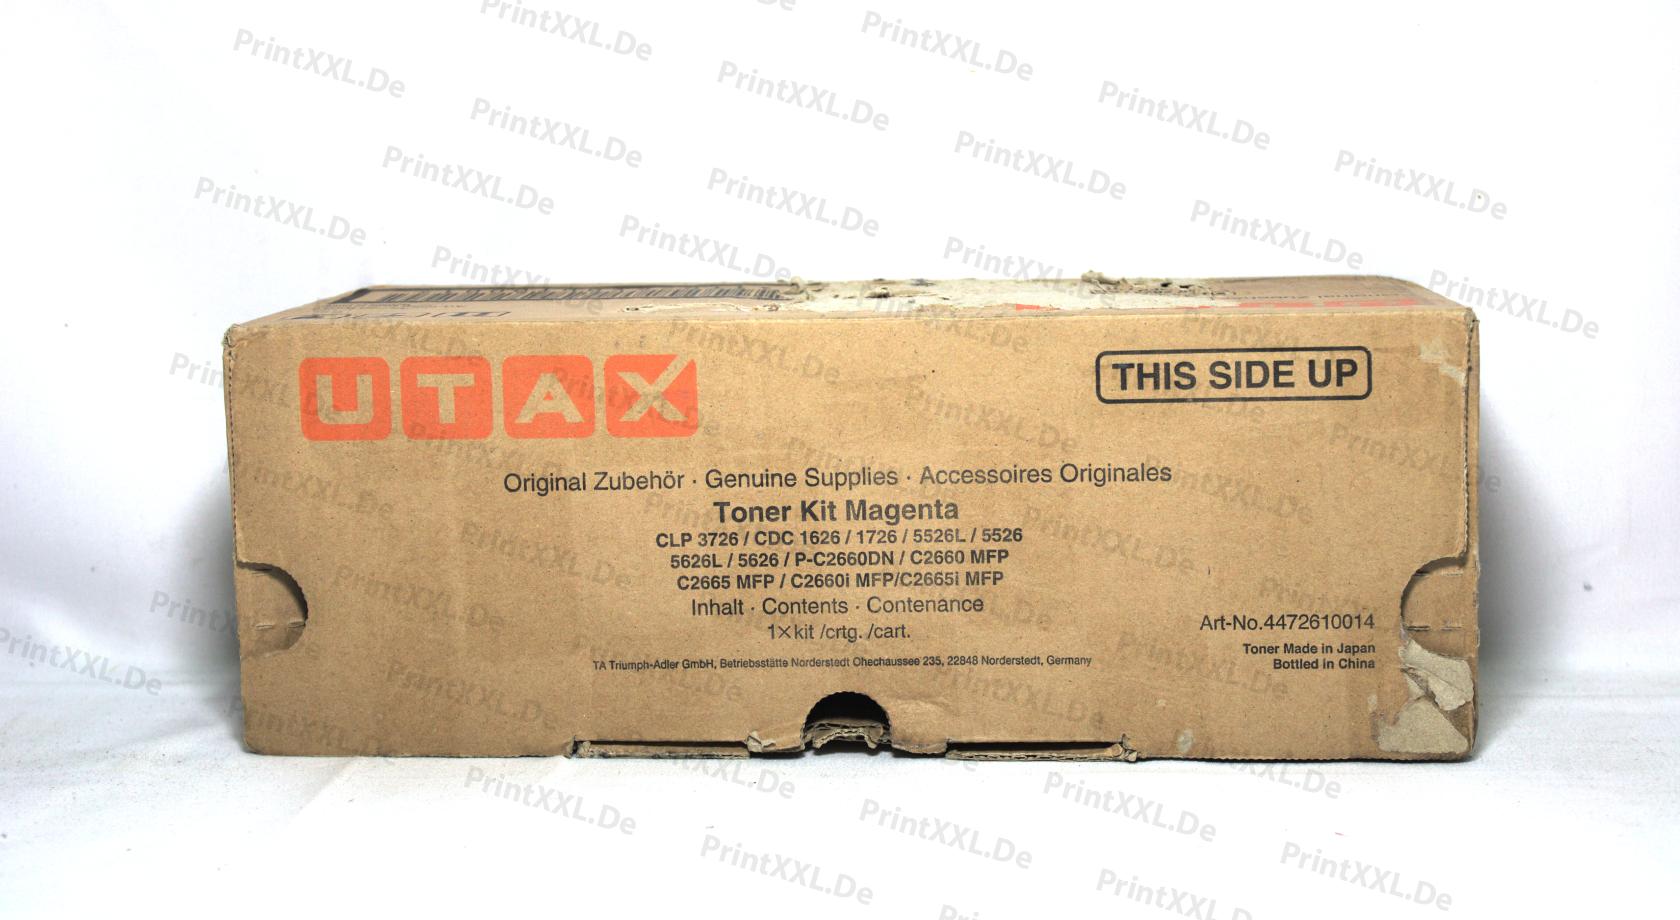 UTAX
THIS SIDE UP
Original Zubehör · Genuine Supplies · Accessoires Originales
Toner Kit Magenta
CLP 3726 / CDC 1626 / 1726 / 5526L / 5526
5626L / 5626 / P-C2660DN / C2660 MFP
C2665 MFP / C2660i MFP/C2665i MFP
Inhalt · Contents · Contenance
1×kit /crtg. /cart.
TA Triumph-Adler GmbH, Betriebsstätte Norderstedt Ohechaussee 235, 22848 Norderstedt, Germany
Art-No.4472610014
Toner Made in Japan
Bottled in China
PrintXXL.De